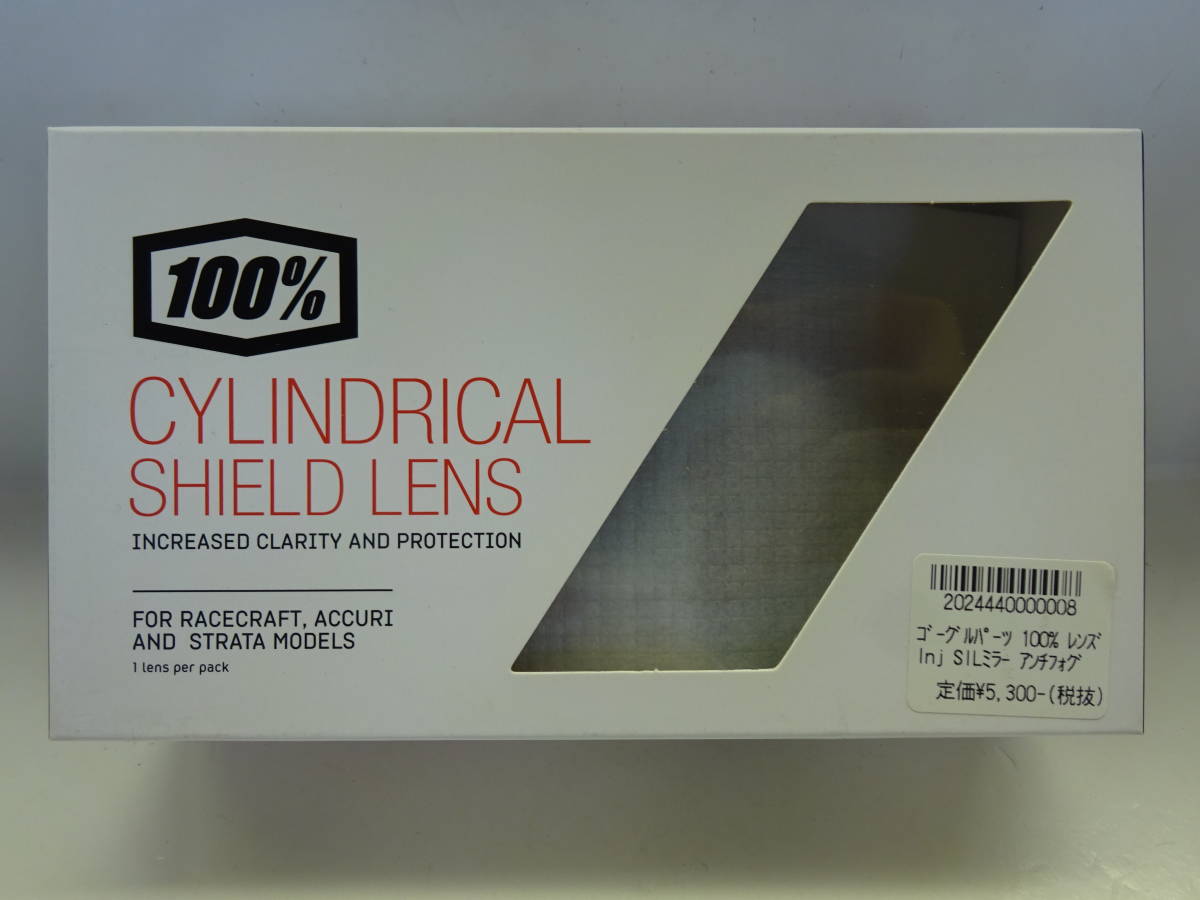 100%
CYLINDRICAL
SHIELD LENS
INCREASED CLARITY AND PROTECTION
FOR RACECRAFT, ACCURI
AND STRATA MODELS
1 lens per pack
2024440000008
ｺﾞｰｸﾞﾙﾊﾟｰﾂ 100% ﾚﾝｽﾞ
Inj SILﾐﾗｰ ｱﾝﾁﾌｫｸﾞ
定価¥5,300-(税抜)